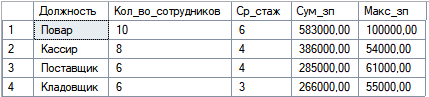 Должность Кол_во_сотрудников Ср_стаж Сум_зп Макс_зп
1 Повар 10 6 583000,00 100000,00
2 Кассир 8 4 386000,00 54000,00
3 Поставщик 6 4 285000,00 61000,00
4 Кладовщик 6 3 266000,00 55000,00